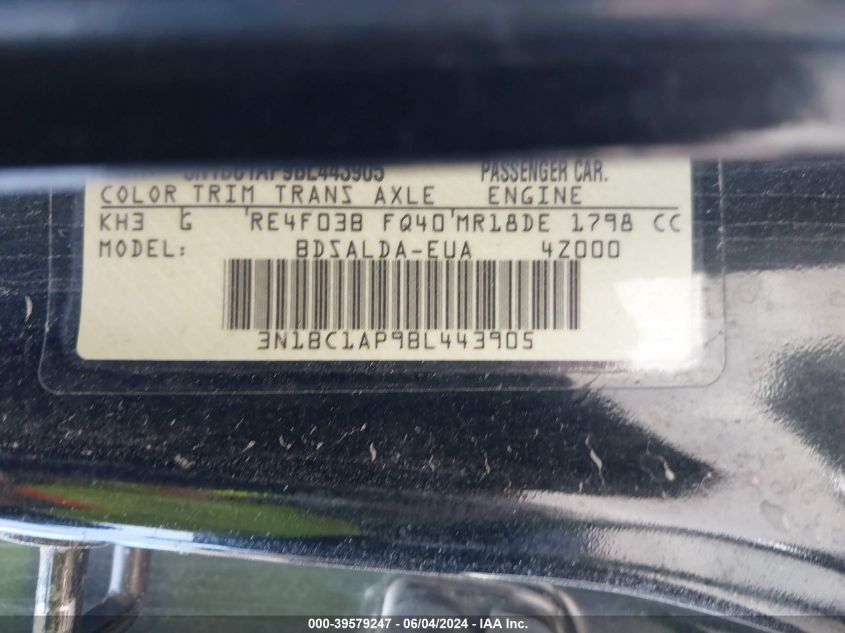 PASSENGER CAR.
COLOR TRIM TRANS AXLE ENGINE
KH3 G RE4F03B FQ40 MR18DE 1798 CC
MODEL: BDSALDA-EUA 4Z000
3N1BC1AP9BL443905
000-39579247 - 06/04/2024 - IAA Inc.